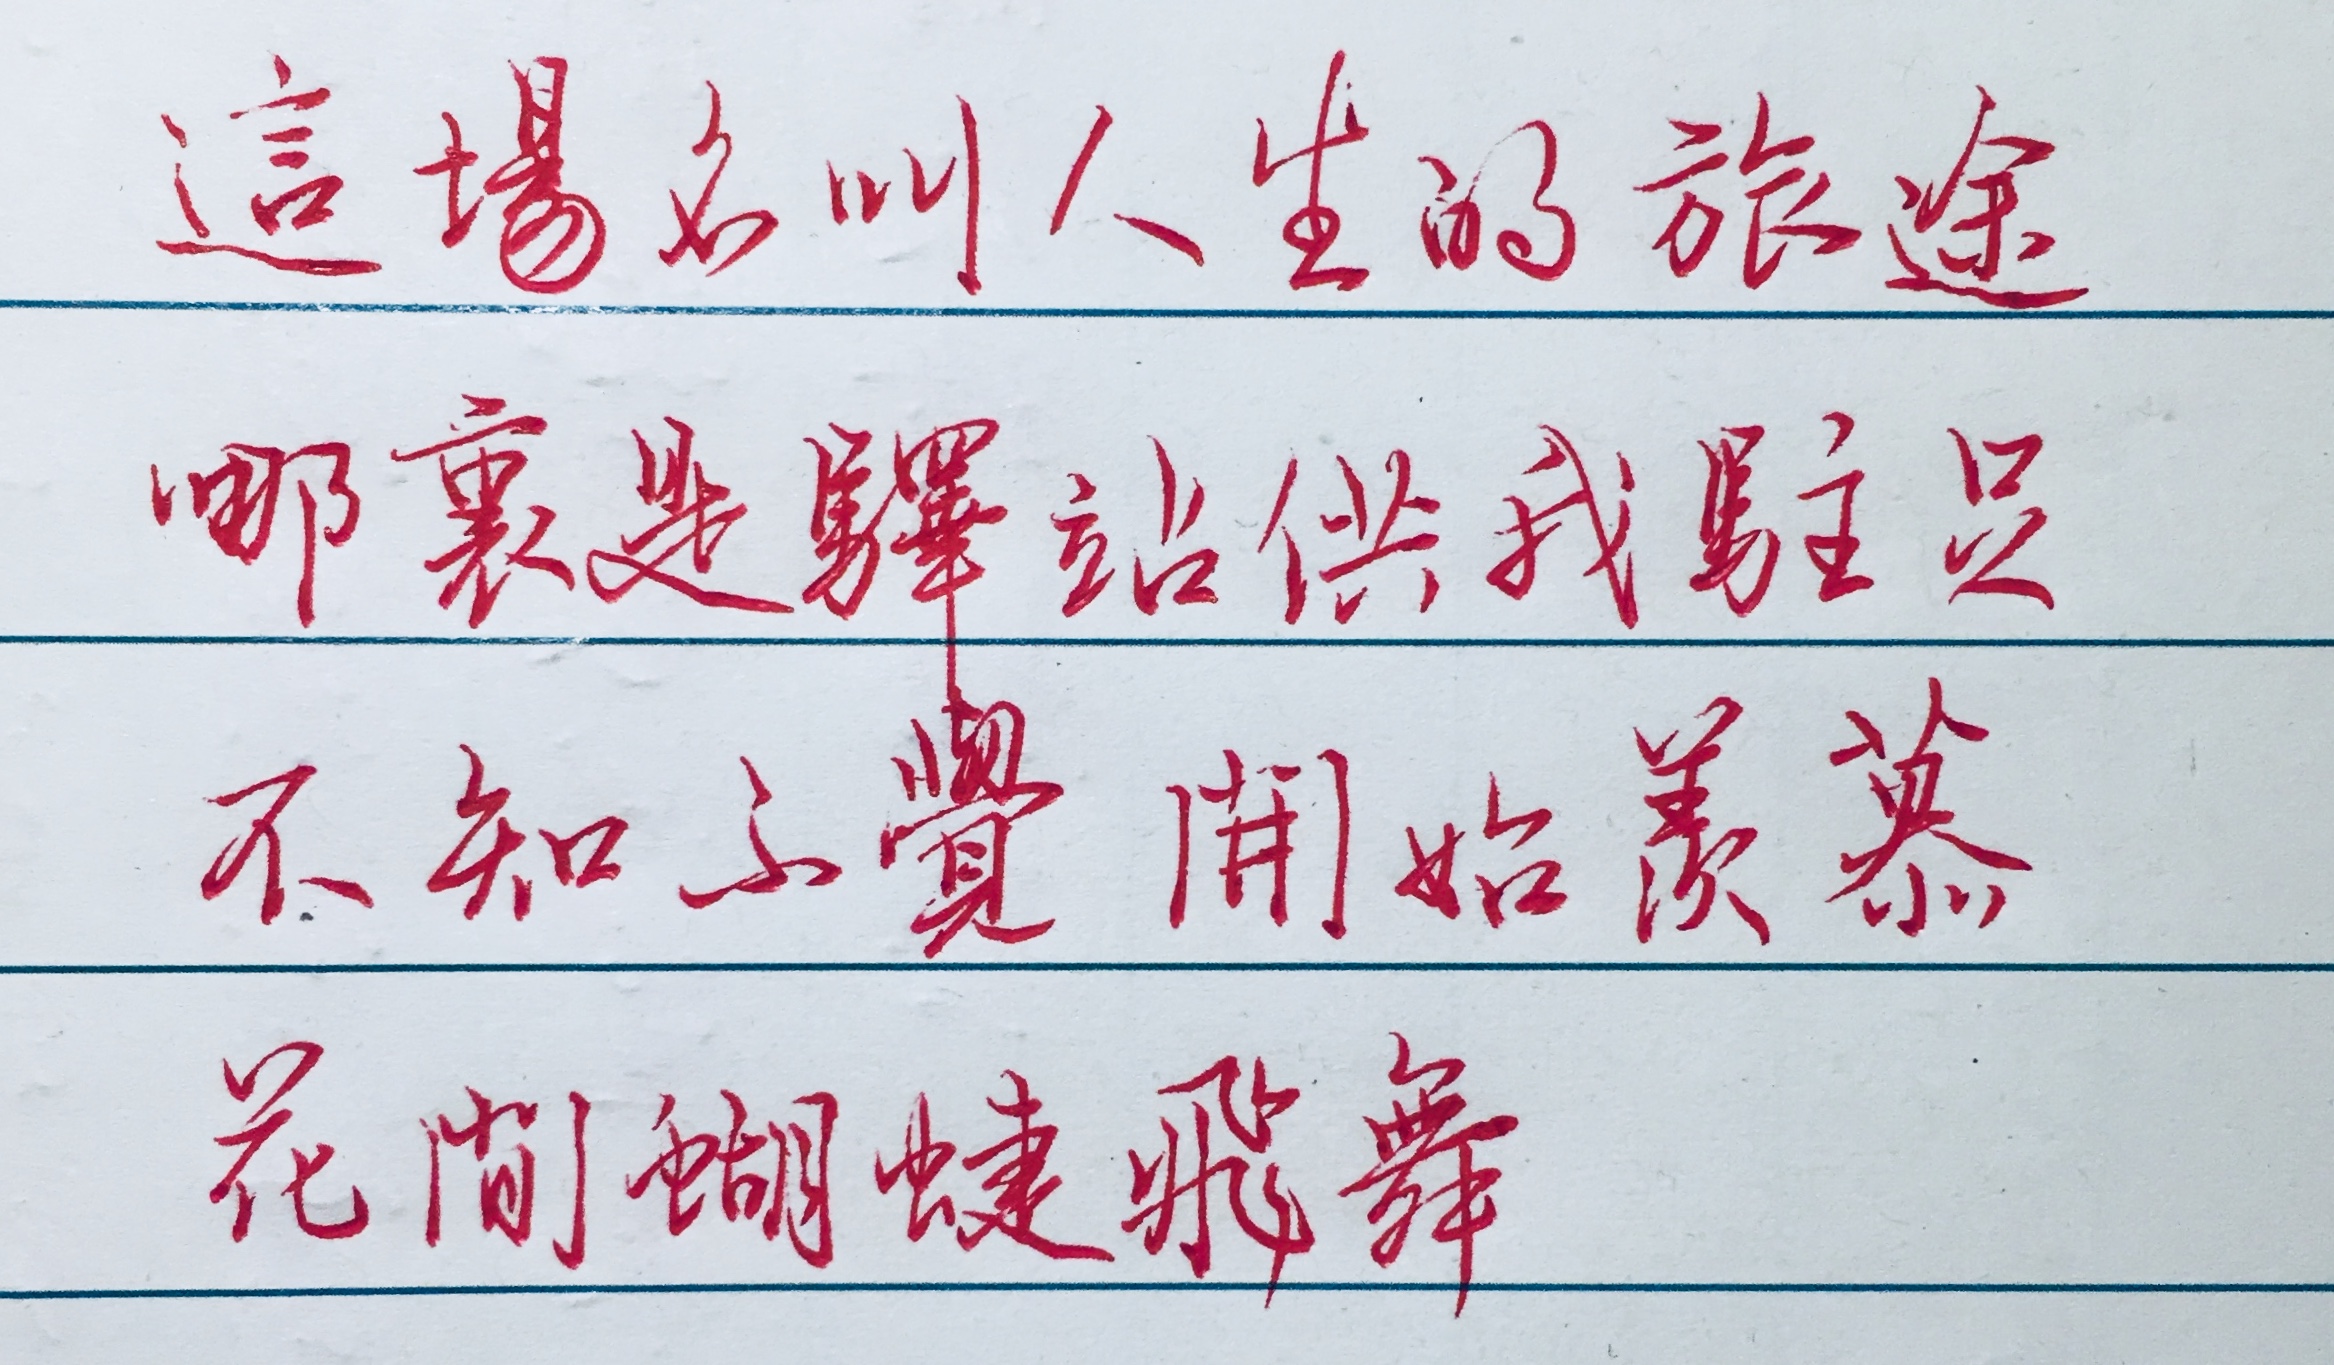 這場名叫人生的旅途
哪裏是驛站供我駐足
不知不覺開始羨慕
花間蝴蝶飛舞